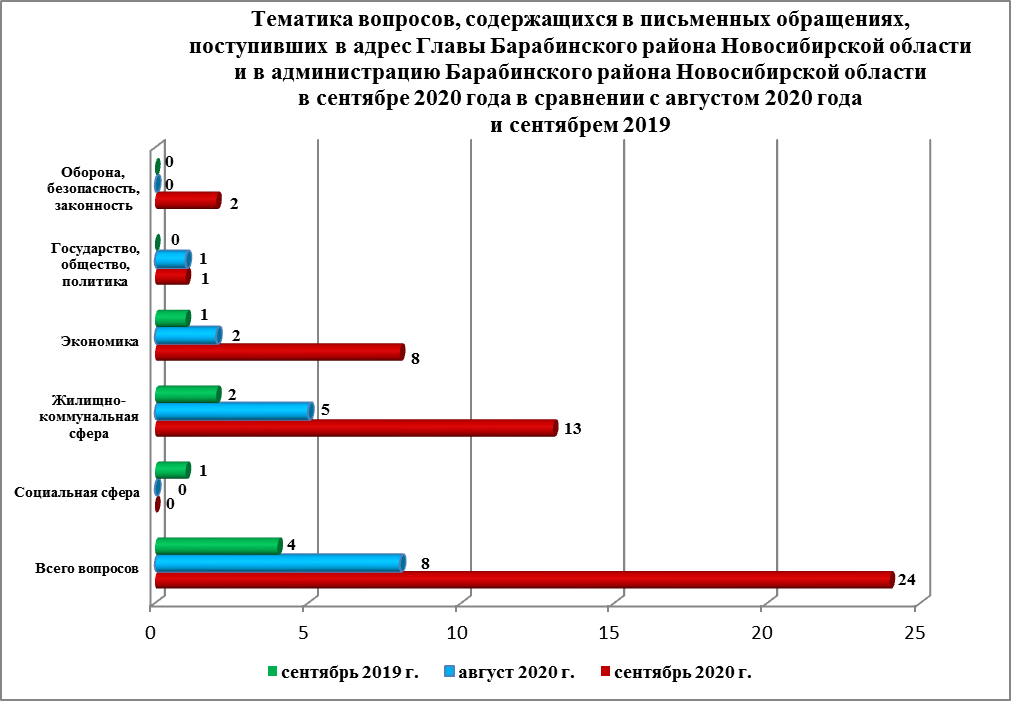 Тематика вопросов, содержащихся в письменных обращениях,
поступивших в адрес Главы Барабинского района Новосибирской области
и в администрацию Барабинского района Новосибирской области
в сентябре 2020 года в сравнении с августом 2020 года
и сентябрем 2019
Оборона,
безопасность,
законность
0
0
2
Государство,
общество,
политика
0
1
1
Экономика
1
2
8
Жилищно-
коммунальная
сфера
2
5
13
Социальная сфера
1
0
0
Всего вопросов
4
8
24
0 5 10 15 20 25
сентябрь 2019 г. август 2020 г. сентябрь 2020 г.